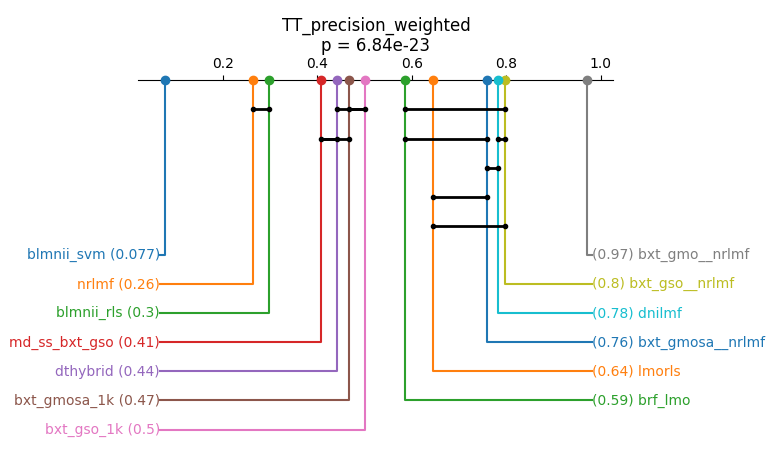 TT_precision_weighted
p = 6.84e-23
0.2 0.4 0.6 0.8 1.0
blmnii_svm (0.077) (0.97) bxt_gmo__nrlmf
nrlmf (0.26) (0.8) bxt_gso__nrlmf
blmnii_rls (0.3) (0.78) dnilmf
md_ss_bxt_gso (0.41) (0.76) bxt_gmosa__nrlmf
dthybrid (0.44) (0.64) lmorls
bxt_gmosa_1k (0.47) (0.59) brf_lmo
bxt_gso_1k (0.5)